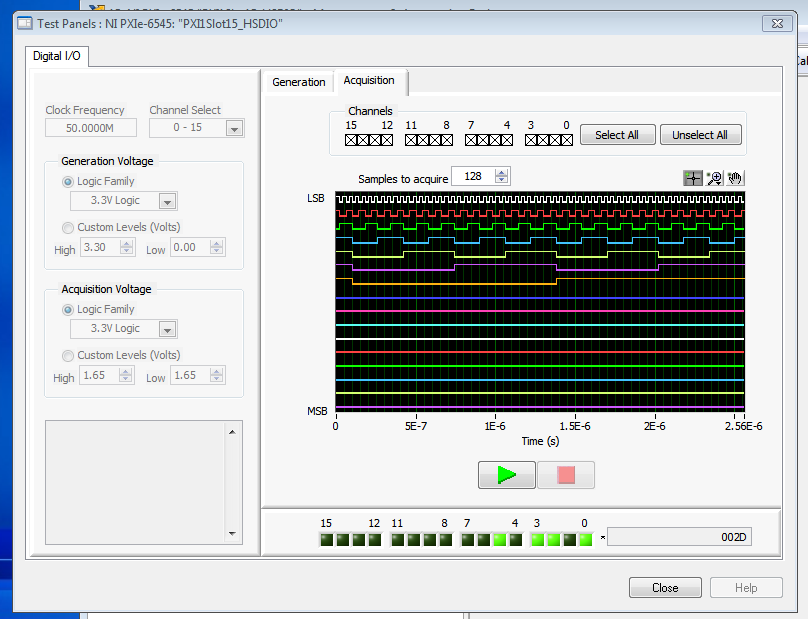 Test Panels : NI PXIe-6545: "PXI1Slot15_HSDIO"
Digital I/O
Generation Acquisition
Clock Frequency Channel Select
50.0000M 0 - 15
Channels
15 12 11 8 7 4 3 0
Select All Unselect All
Generation Voltage
Logic Family
3.3V Logic
Custom Levels (Volts)
High 3.30 Low 0.00
Samples to acquire 128
LSB
Acquisition Voltage
Logic Family
3.3V Logic
Custom Levels (Volts)
High 1.65 Low 1.65
MSB
0 5E-7 1E-6 1.5E-6 2E-6 2.56E-6
Time (s)
15 12 11 8 7 4 3 0
* 002D
Close Help